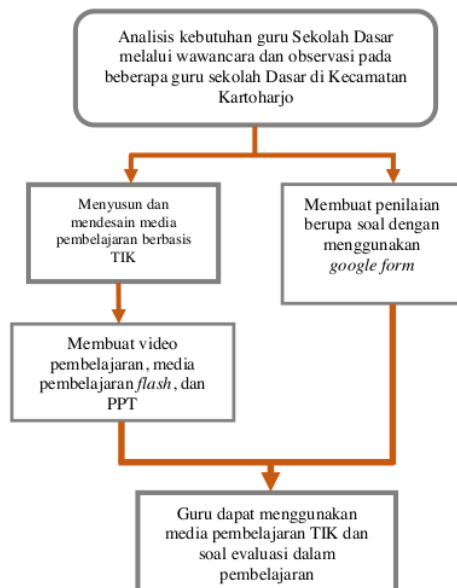 Analisis kebutuhan guru Sekolah Dasar
melalui wawancara dan observasi pada
beberapa guru sekolah Dasar di Kecamatan
Kartoharjo
Menyusun dan
mendesain media
pembelajaran berbasis
TIK
Membuat penilaian
berupa soal dengan
menggunakan
google form
Membuat video
pembelajaran, media
pembelajaran flash, dan
PPT
Guru dapat menggunakan
media pembelajaran TIK dan
soal evaluasi dalam
pembelajaran